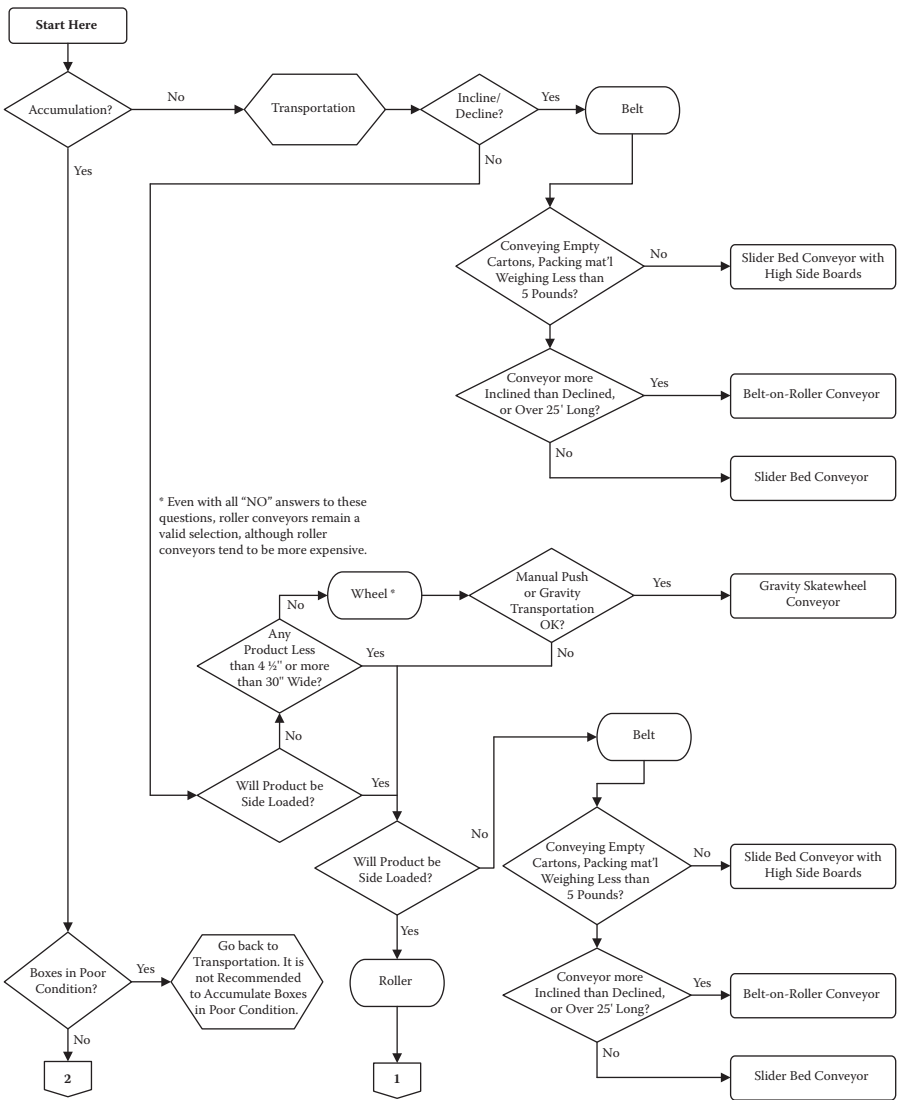 Start Here
Accumulation?
No
Transportation
Incline/
Decline?
Yes
Belt
Yes
No
Conveying Empty
Cartons, Packing mat'l
Weighing Less than
5 Pounds?
No
Slider Bed Conveyor with
High Side Boards
Conveyor more
Inclined than Declined,
or Over 25' Long?
Yes
Belt-on-Roller Conveyor
No
Slider Bed Conveyor
* Even with all “NO” answers to these
questions, roller conveyors remain a
valid selection, although roller
conveyors tend to be more expensive.
Wheel *
Manual Push
or Gravity
Transportation
OK?
Yes
Gravity Skatewheel
Conveyor
No
Any
Product Less
than 4 ½" or more
than 30" Wide?
Yes
No
No
Will Product be
Side Loaded?
Yes
Belt
No
Will Product be
Side Loaded?
Conveying Empty
Cartons, Packing mat'l
Weighing Less than
5 Pounds?
No
Slide Bed Conveyor with
High Side Boards
Yes
Roller
1
Conveyor more
Inclined than Declined,
or Over 25' Long?
Yes
Belt-on-Roller Conveyor
No
Slider Bed Conveyor
Boxes in Poor
Condition?
Yes
Go back to
Transportation. It is
not Recommended
to Accumulate Boxes
in Poor Condition.
No
2